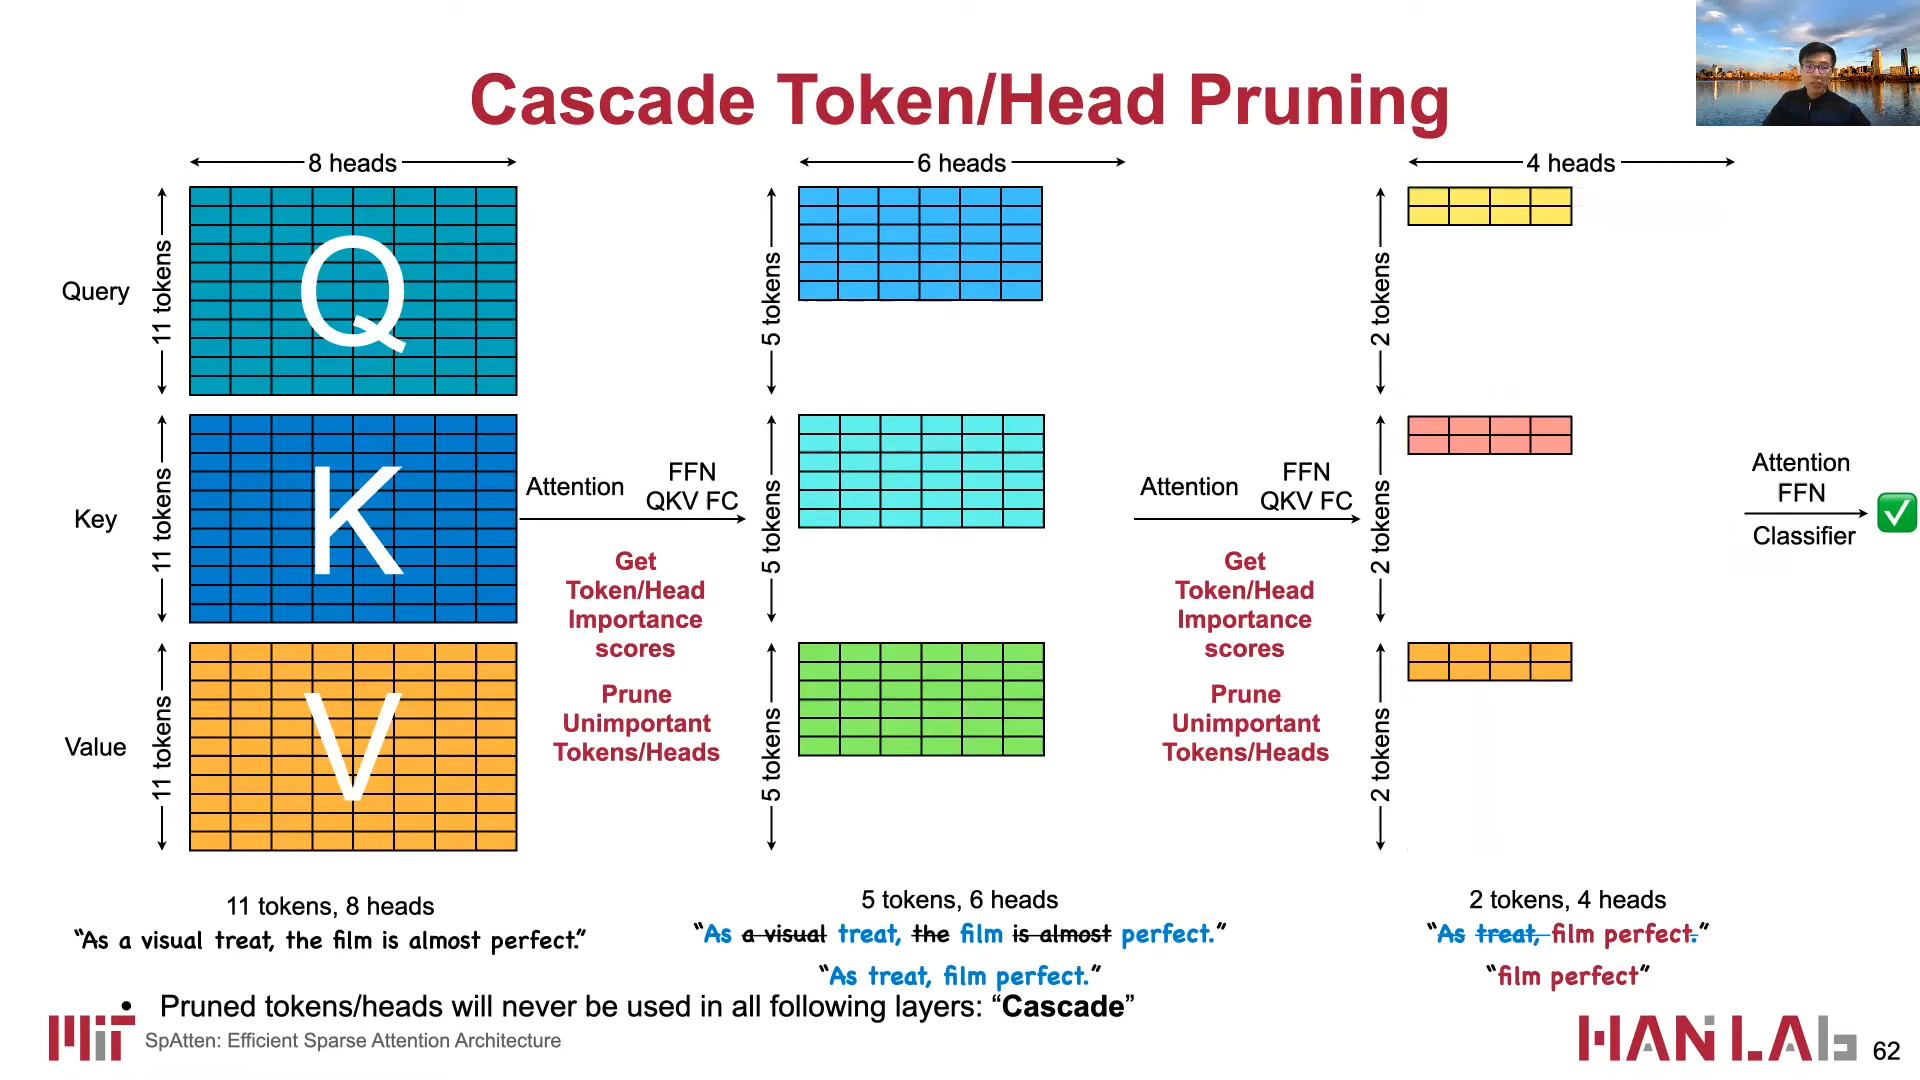 Cascade Token/Head Pruning
8 heads
6 heads
4 heads
Query
11 tokens
Q
5 tokens
2 tokens
Key
11 tokens
K
Attention
FFN
QKV FC
5 tokens
Attention
FFN
QKV FC
2 tokens
Attention
FFN
Classifier
Get
Token/Head
Importance
scores
Prune
Unimportant
Tokens/Heads
Get
Token/Head
Importance
scores
Prune
Unimportant
Tokens/Heads
Value
11 tokens
V
5 tokens
2 tokens
11 tokens, 8 heads
“As a visual treat, the film is almost perfect.”
5 tokens, 6 heads
“As a visual treat, the film is almost perfect.”
“As treat, film perfect.”
2 tokens, 4 heads
“As treat, film perfect.”
“film perfect”
• Pruned tokens/heads will never be used in all following layers: “Cascade”
MIT
SpAtten: Efficient Sparse Attention Architecture
HAN LAb
62